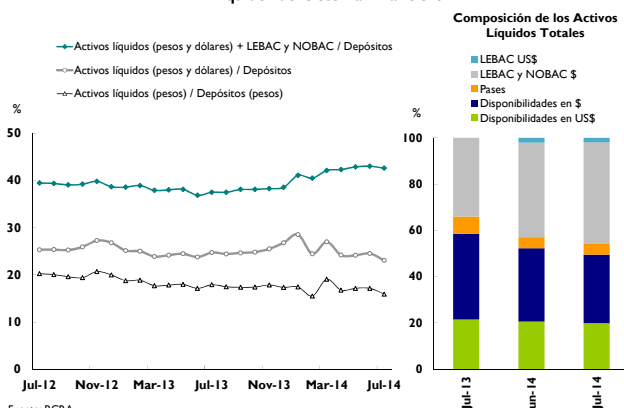 Composición de los Activos
Líquidos Totales
Activos líquidos (pesos y dólares) + LEBAC y NOBAC / Depósitos
Activos líquidos (pesos y dólares) / Depósitos
Activos líquidos (pesos) / Depósitos (pesos)
LEBAC US$
LEBAC y NOBAC $
Pases
Disponibilidades en $
Disponibilidades en US$
%
50
40
30
20
10
0
Jul-12 Nov-12 Mar-13 Jul-13 Nov-13 Mar-14 Jul-14
%
100
80
60
40
20
0
Jul-13
Jul-14